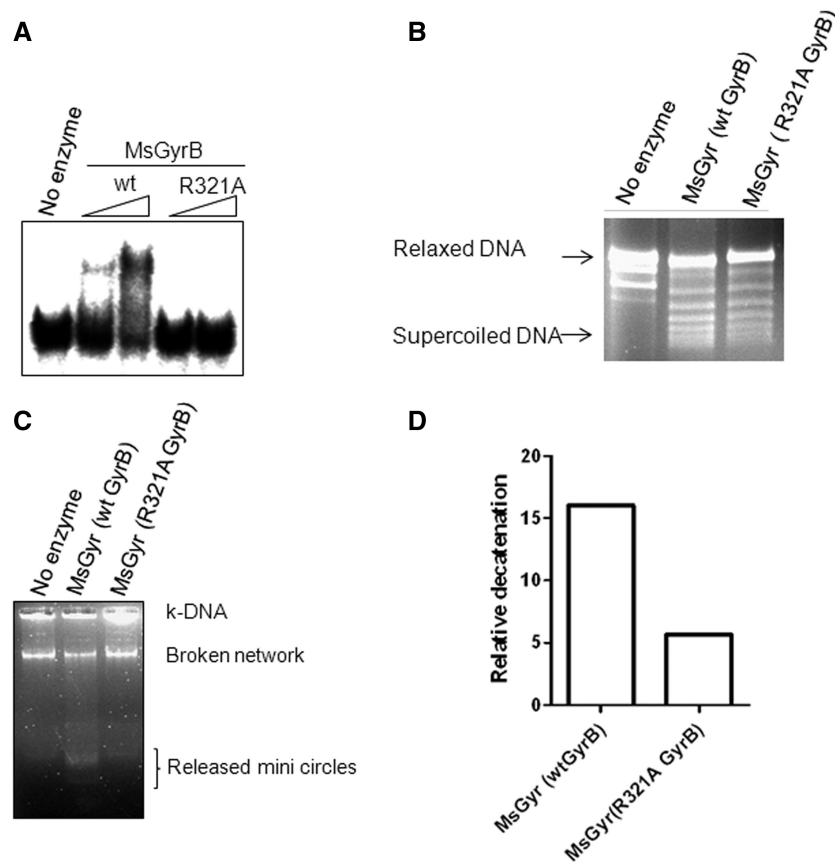 A
No enzyme
MsGyrB
wt
R321A
B
No enzyme
MsGyr (wt GyrB)
MsGyr ( R321A GyrB)
Relaxed DNA
Supercoiled DNA
C
No enzyme
MsGyr (wt GyrB)
MsGyr (R321A GyrB)
k-DNA
Broken network
Released mini circles
D
Relative decatenation
20
15
10
5
0
MsGyr (wtGyrB)
MsGyr(R321A GyrB)